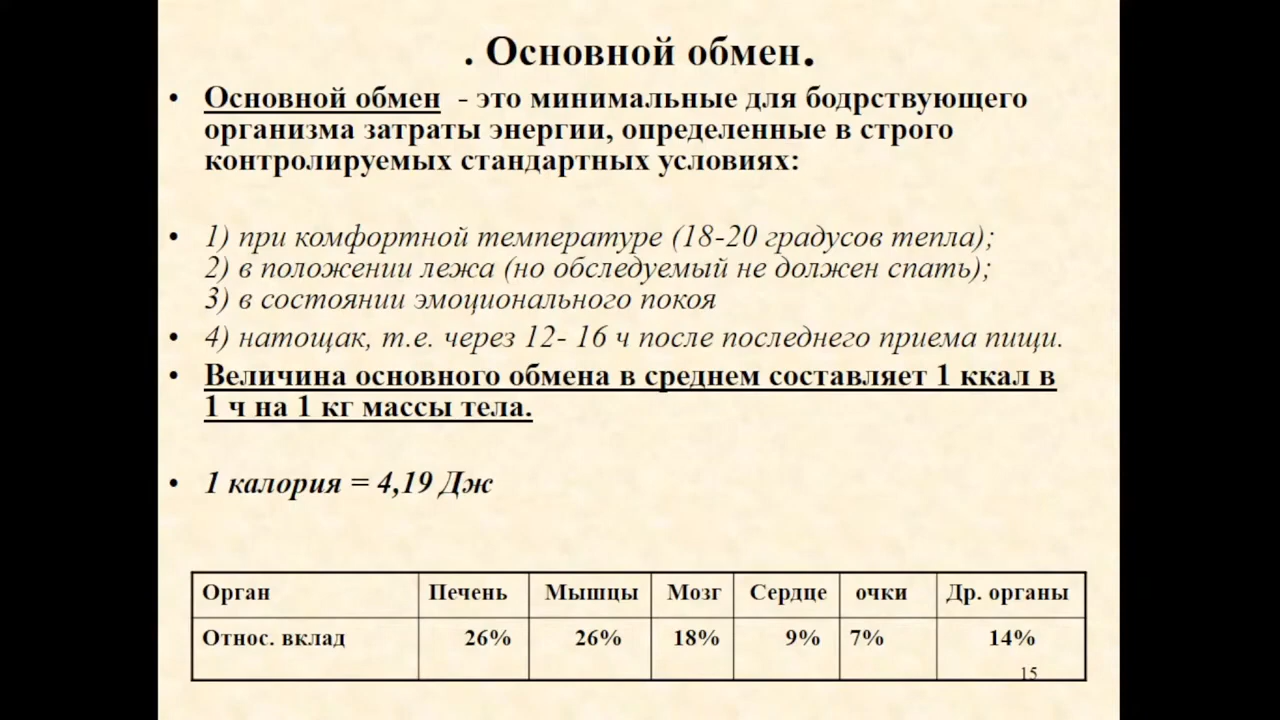 . Основной обмен.
• Основной обмен - это минимальные для бодрствующего
организма затраты энергии, определенные в строго
контролируемых стандартных условиях:
• 1) при комфортной температуре (18-20 градусов тепла);
2) в положении лежа (но обследуемый не должен спать);
3) в состоянии эмоционального покоя
• 4) натощак, т.е. через 12- 16 ч после последнего приема пищи.
• Величина основного обмена в среднем составляет 1 ккал в
1 ч на 1 кг массы тела.
• 1 калория = 4,19 Дж
Орган Печень Мышцы Мозг Сердце очки Др. органы
Относ. вклад 26% 26% 18% 9% 7% 14%
15